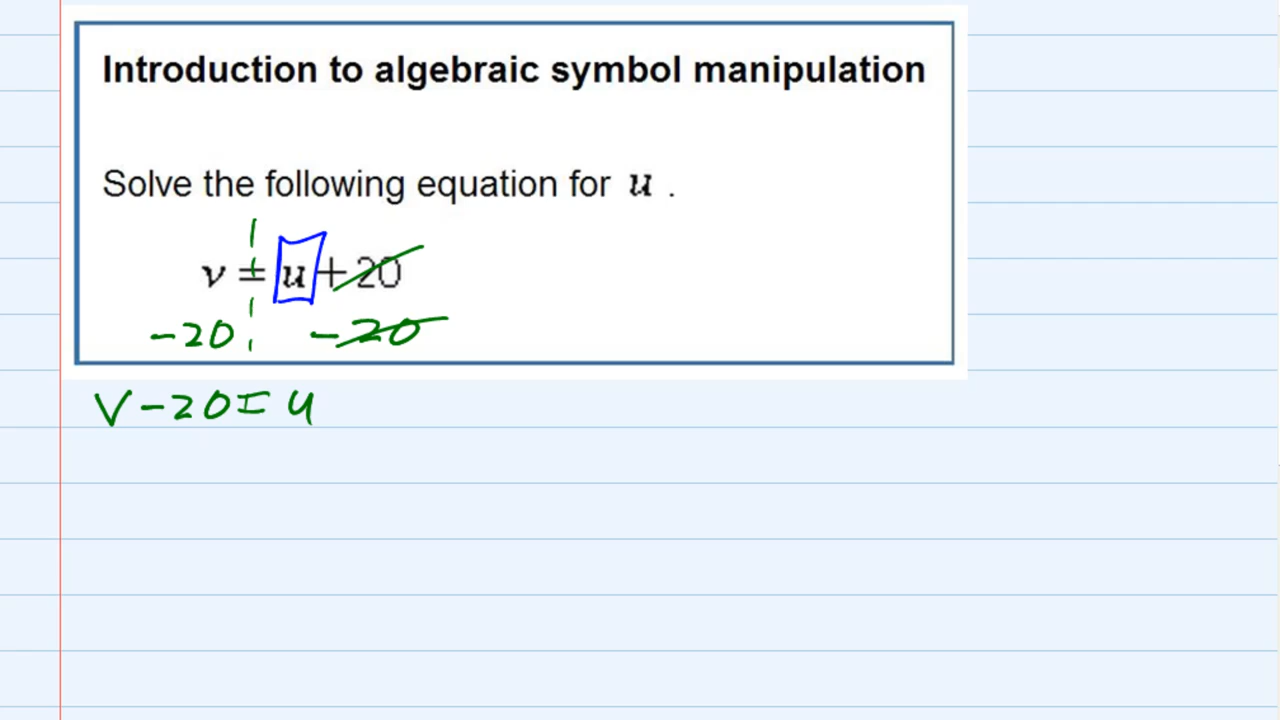 Introduction to algebraic symbol manipulation
Solve the following equation for u .
v = u + 20
-20 -20
V-20=u